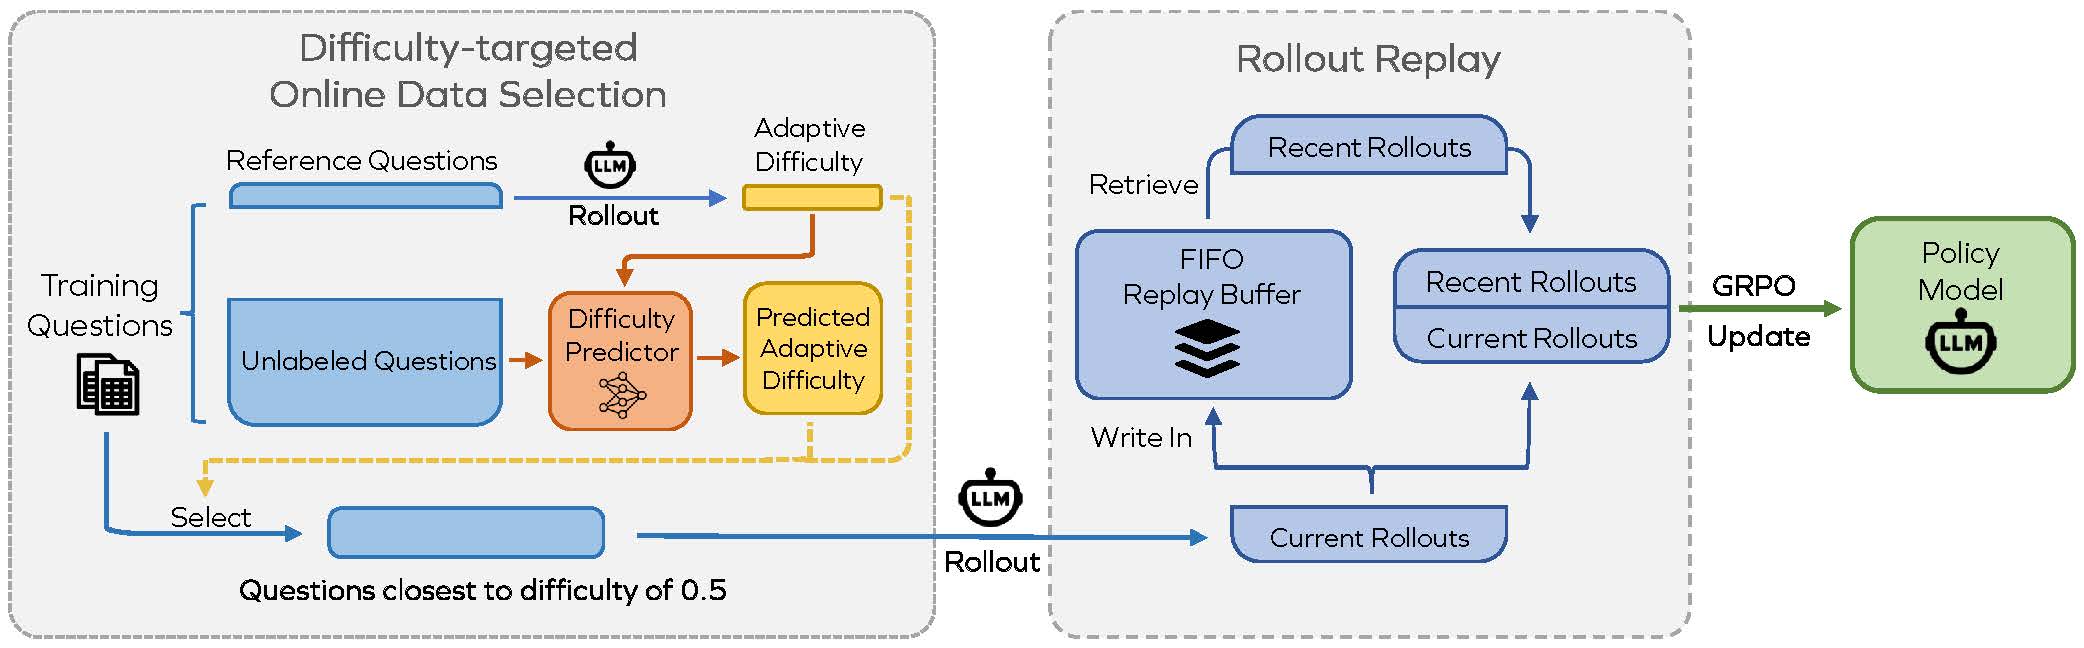 Difficulty-targeted
Online Data Selection
Reference Questions
LLM
Rollout
Adaptive
Difficulty
Training
Questions
Unlabeled Questions
Difficulty
Predictor
Predicted
Adaptive
Difficulty
Select
Questions closest to difficulty of 0.5
LLM
Rollout
Rollout Replay
Recent Rollouts
Retrieve
FIFO
Replay Buffer
Recent Rollouts
Current Rollouts
Write In
Current Rollouts
GRPO
Update
Policy
Model
LLM